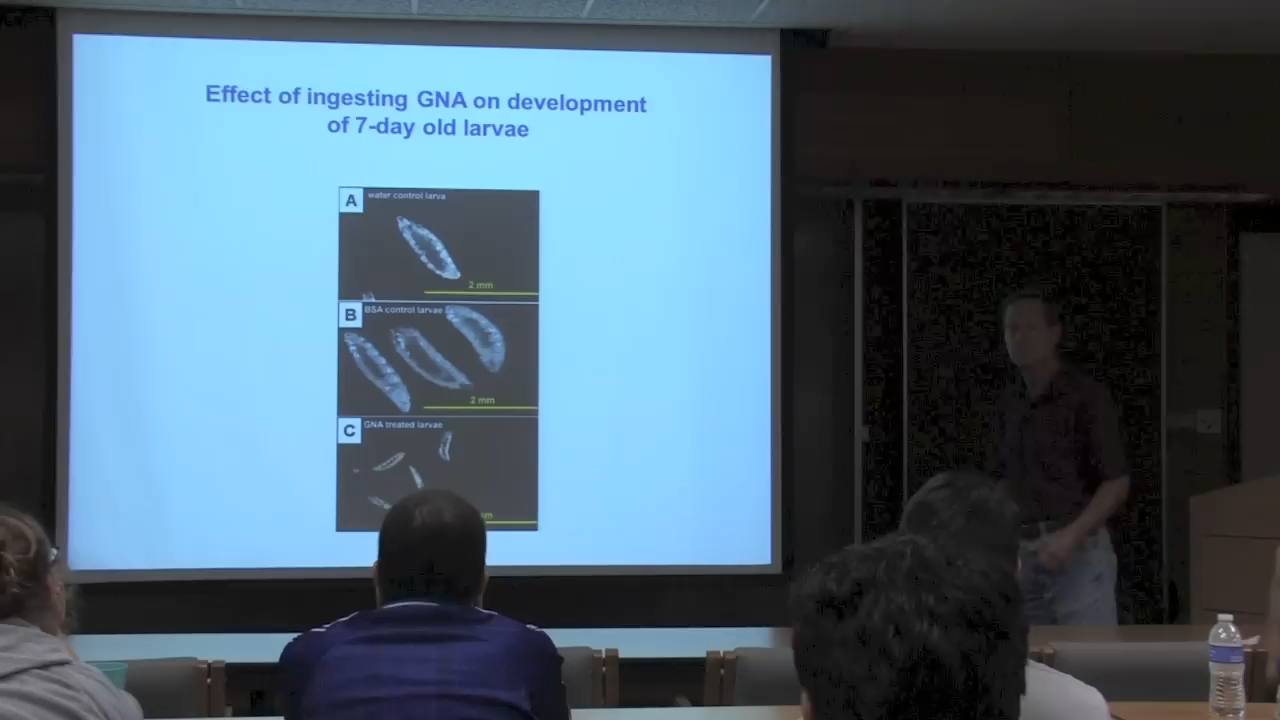 Effect of ingesting GNA on development
of 7-day old larvae
A
water control larva
2 mm
B
BSA control larvae
2 mm
C
GNA treated larvae
mm